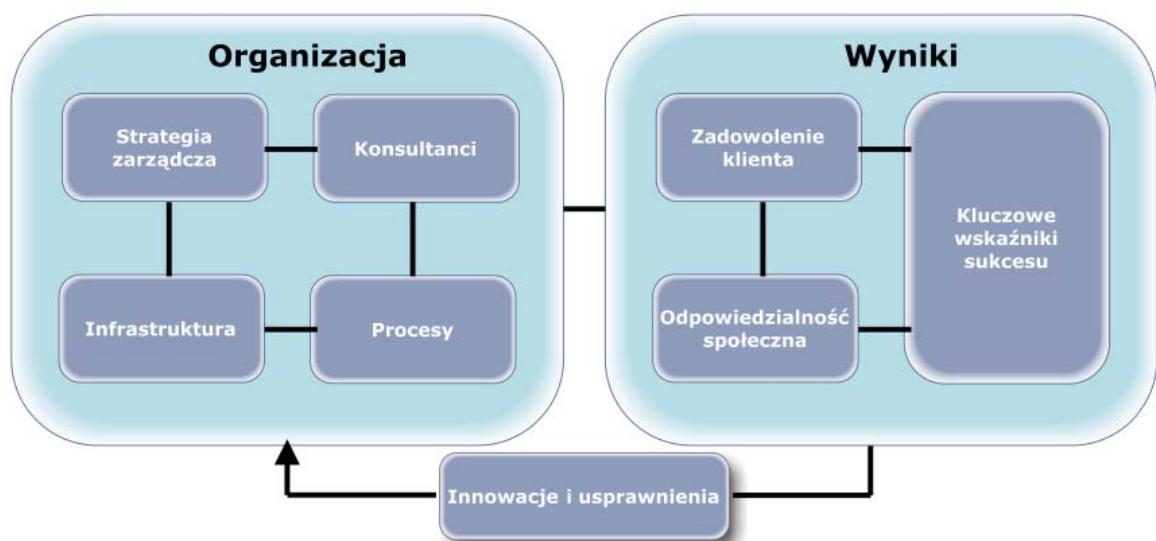 Organizacja
Strategia
zarządcza
Konsultanci
Infrastruktura
Procesy
Wyniki
Zadowolenie
klienta
Odpowiedzialność
społeczna
Kluczowe
wskaźniki
sukcesu
Innowacje i usprawnienia